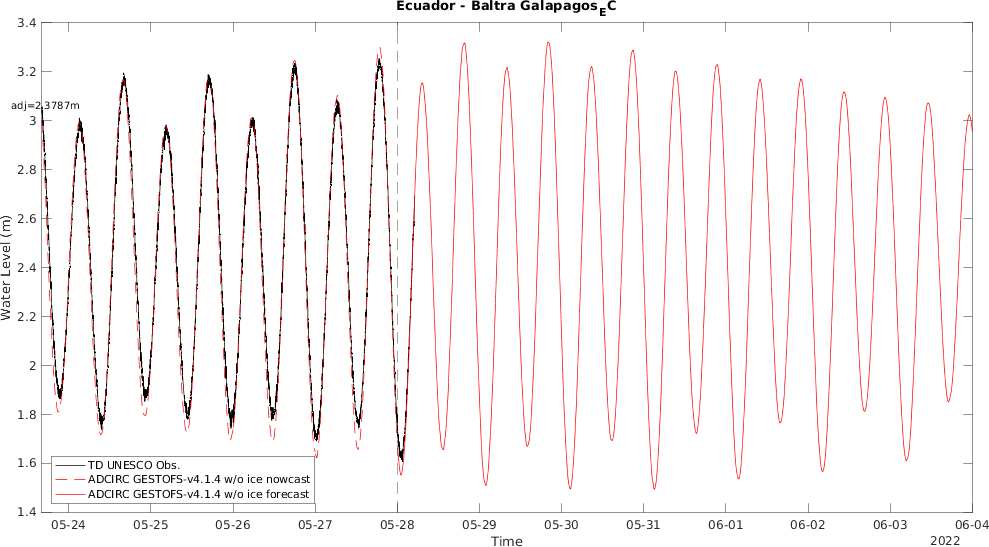 Ecuador - Baltra GalapagosEC
3.4
3.2
adj=2.3787m
3
2.8
2.6
2.4
2.2
2
1.8
1.6
1.4
Water Level (m)
TD UNESCO Obs.
ADCIRC GESTOFS-v4.1.4 w/o ice nowcast
ADCIRC GESTOFS-v4.1.4 w/o ice forecast
05-24 05-25 05-26 05-27 05-28 05-29 05-30 05-31 06-01 06-02 06-03 06-04
Time
2022